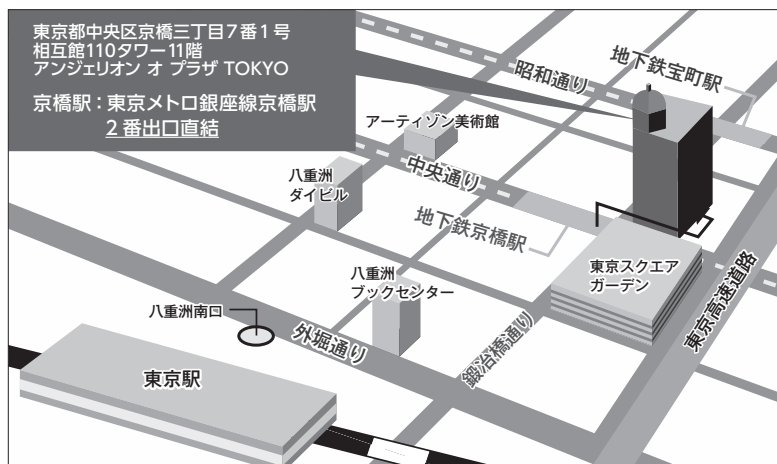 東京都中央区京橋三丁目7番1号
相互館110タワー11階
アンジェリオン オ プラザ TOKYO
京橋駅：東京メトロ銀座線京橋駅
2番出口直結
昭和通り
地下鉄宝町駅
アーティゾン美術館
中央通り
八重洲
ダイビル
地下鉄京橋駅
東京スクエア
ガーデン
八重洲
ブックセンター
東京高速道路
八重洲南口
外堀通り
鍛冶橋通り
東京駅